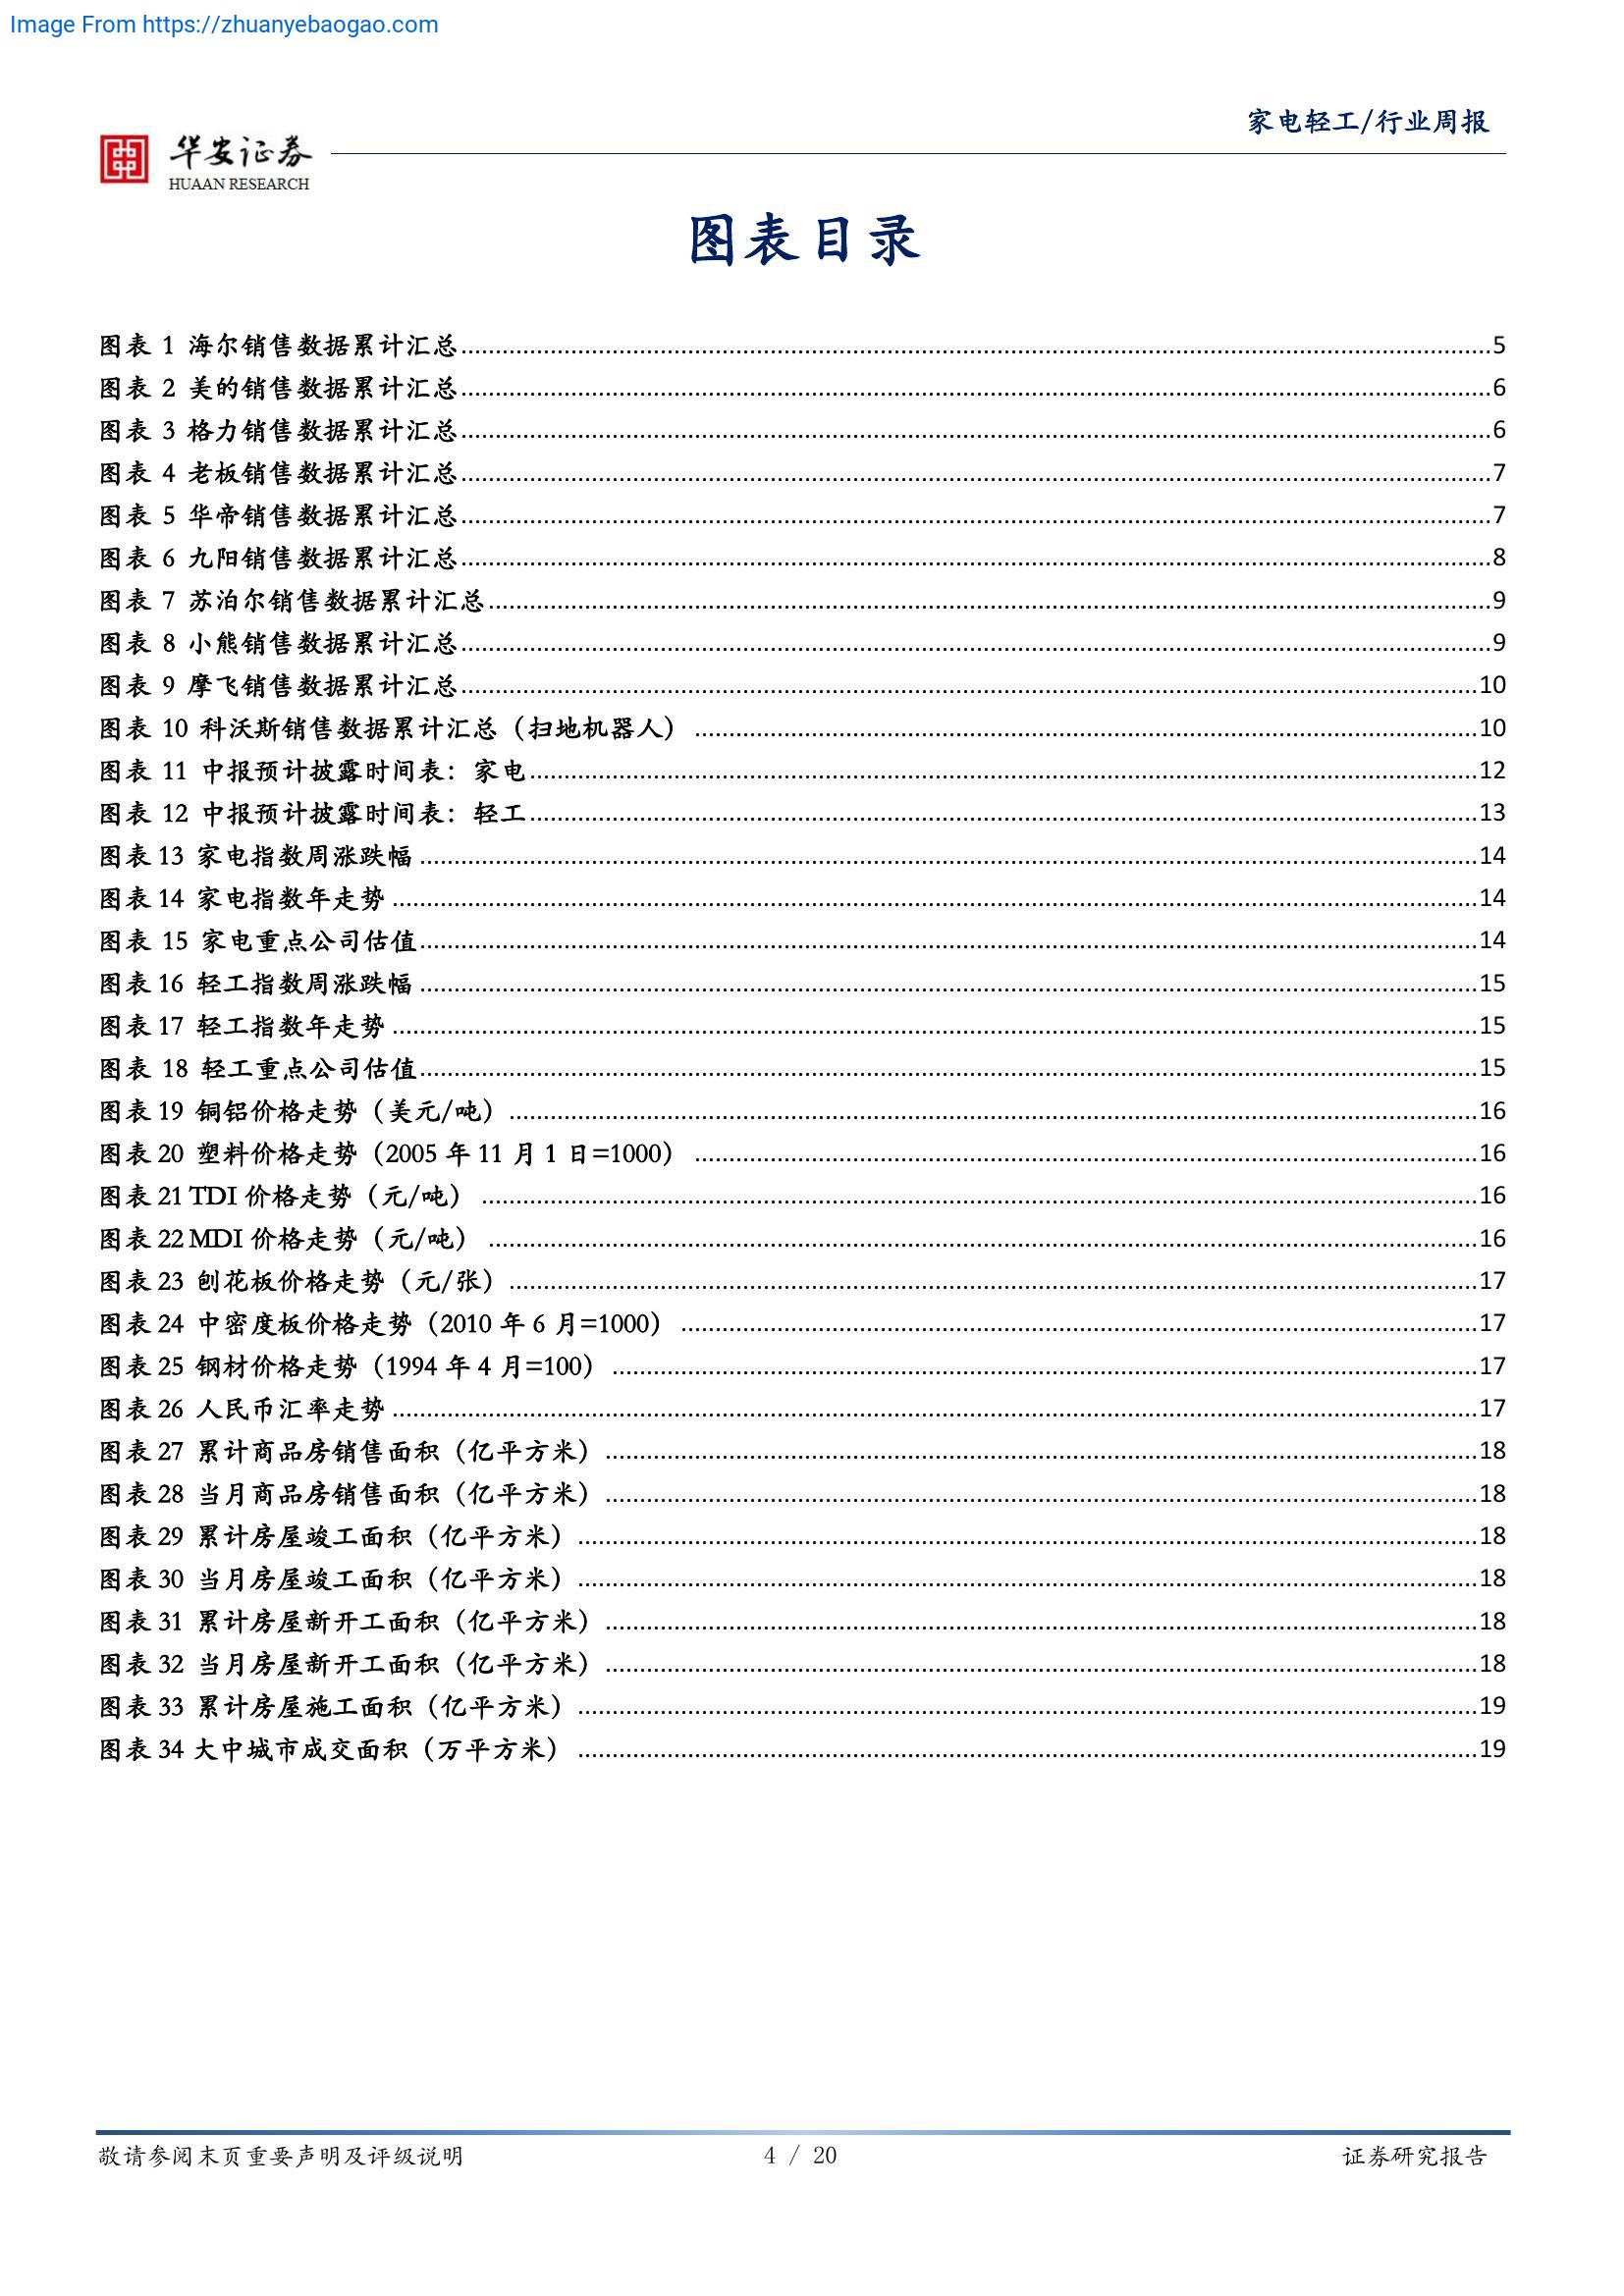 Image From https://zhuanyebaogao.com
家电轻工/行业周报
华安证券
HUAAN RESEARCH
图表目录
图表 1 海尔销售数据累计汇总......5
图表 2 美的销售数据累计汇总......6
图表 3 格力销售数据累计汇总......6
图表 4 老板销售数据累计汇总......7
图表 5 华帝销售数据累计汇总......7
图表 6 九阳销售数据累计汇总......8
图表 7 苏泊尔销售数据累计汇总......9
图表 8 小熊销售数据累计汇总......9
图表 9 摩飞销售数据累计汇总......10
图表 10 科沃斯销售数据累计汇总（扫地机器人）......10
图表 11 中报预计披露时间表：家电......12
图表 12 中报预计披露时间表：轻工......13
图表 13 家电指数周涨跌幅......14
图表 14 家电指数年走势......14
图表 15 家电重点公司估值......14
图表 16 轻工指数周涨跌幅......15
图表 17 轻工指数年走势......15
图表 18 轻工重点公司估值......15
图表 19 铜铝价格走势（美元/吨）......16
图表 20 塑料价格走势（2005 年 11 月 1 日=1000）......16
图表 21 TDI 价格走势（元/吨）......16
图表 22 MDI 价格走势（元/吨）......16
图表 23 刨花板价格走势（元/张）......17
图表 24 中密度板价格走势（2010 年 6 月=1000）......17
图表 25 钢材价格走势（1994 年 4 月=100）......17
图表 26 人民币汇率走势......17
图表 27 累计商品房销售面积（亿平方米）......18
图表 28 当月商品房销售面积（亿平方米）......18
图表 29 累计房屋竣工面积（亿平方米）......18
图表 30 当月房屋竣工面积（亿平方米）......18
图表 31 累计房屋新开工面积（亿平方米）......18
图表 32 当月房屋新开工面积（亿平方米）......18
图表 33 累计房屋施工面积（亿平方米）......19
图表 34 大中城市成交面积（万平方米）......19
敬请参阅末页重要声明及评级说明
4 / 20
证券研究报告